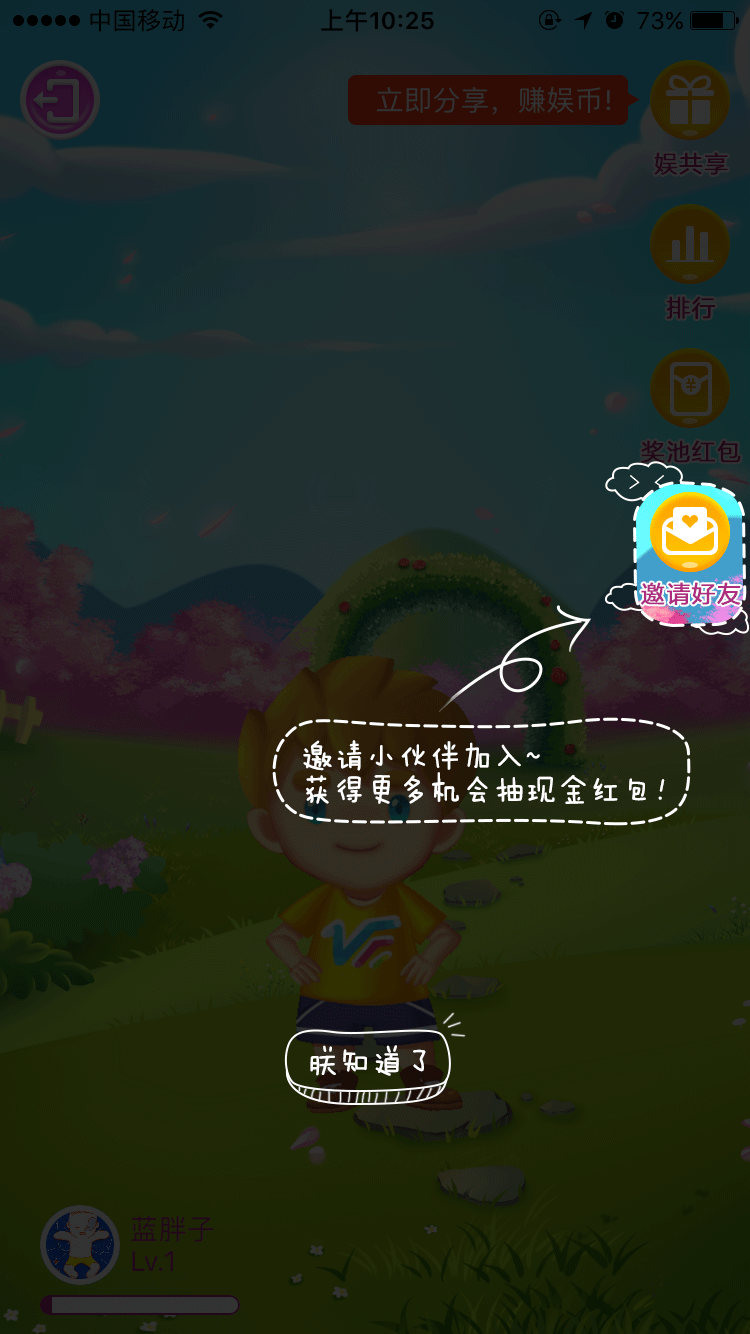 中国移动 上午10:25 73%
立即分享，赚娱币!
娱共享
排行
奖池红包
邀请好友
邀请小伙伴加入~
获得更多机会抽现金红包!
朕知道了
蓝胖子
Lv.1